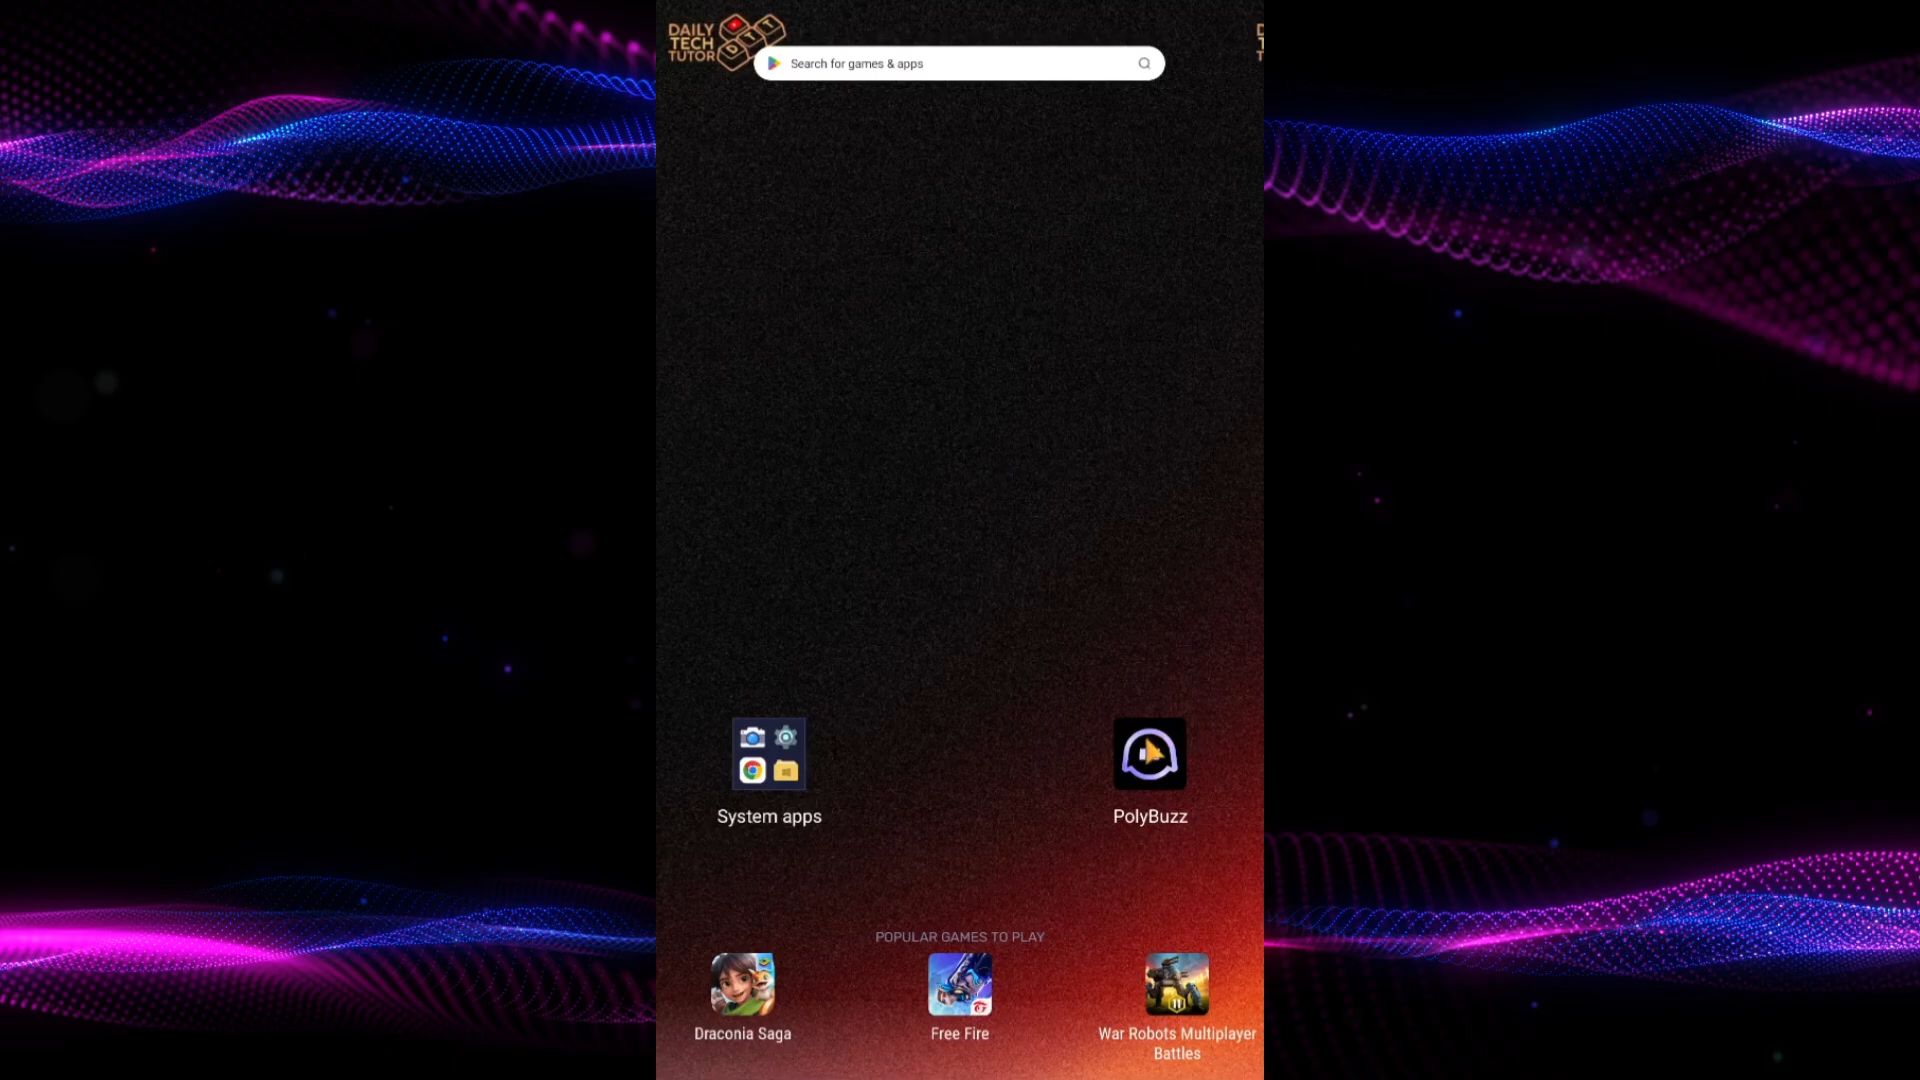 DAILY
TECH
TUTOR
D T T
Search for games & apps
System apps
PolyBuzz
POPULAR GAMES TO PLAY
Draconia Saga
Free Fire
War Robots Multiplayer
Battles